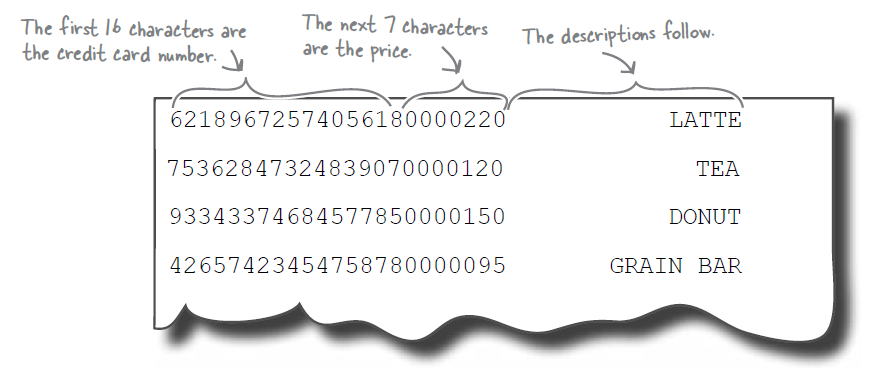 The first 16 characters are
the credit card number.
The next 7 characters
are the price.
The descriptions follow.
62189672574056180000220 LATTE
75362847324839070000120 TEA
93343374684577850000150 DONUT
42657423454758780000095 GRAIN BAR